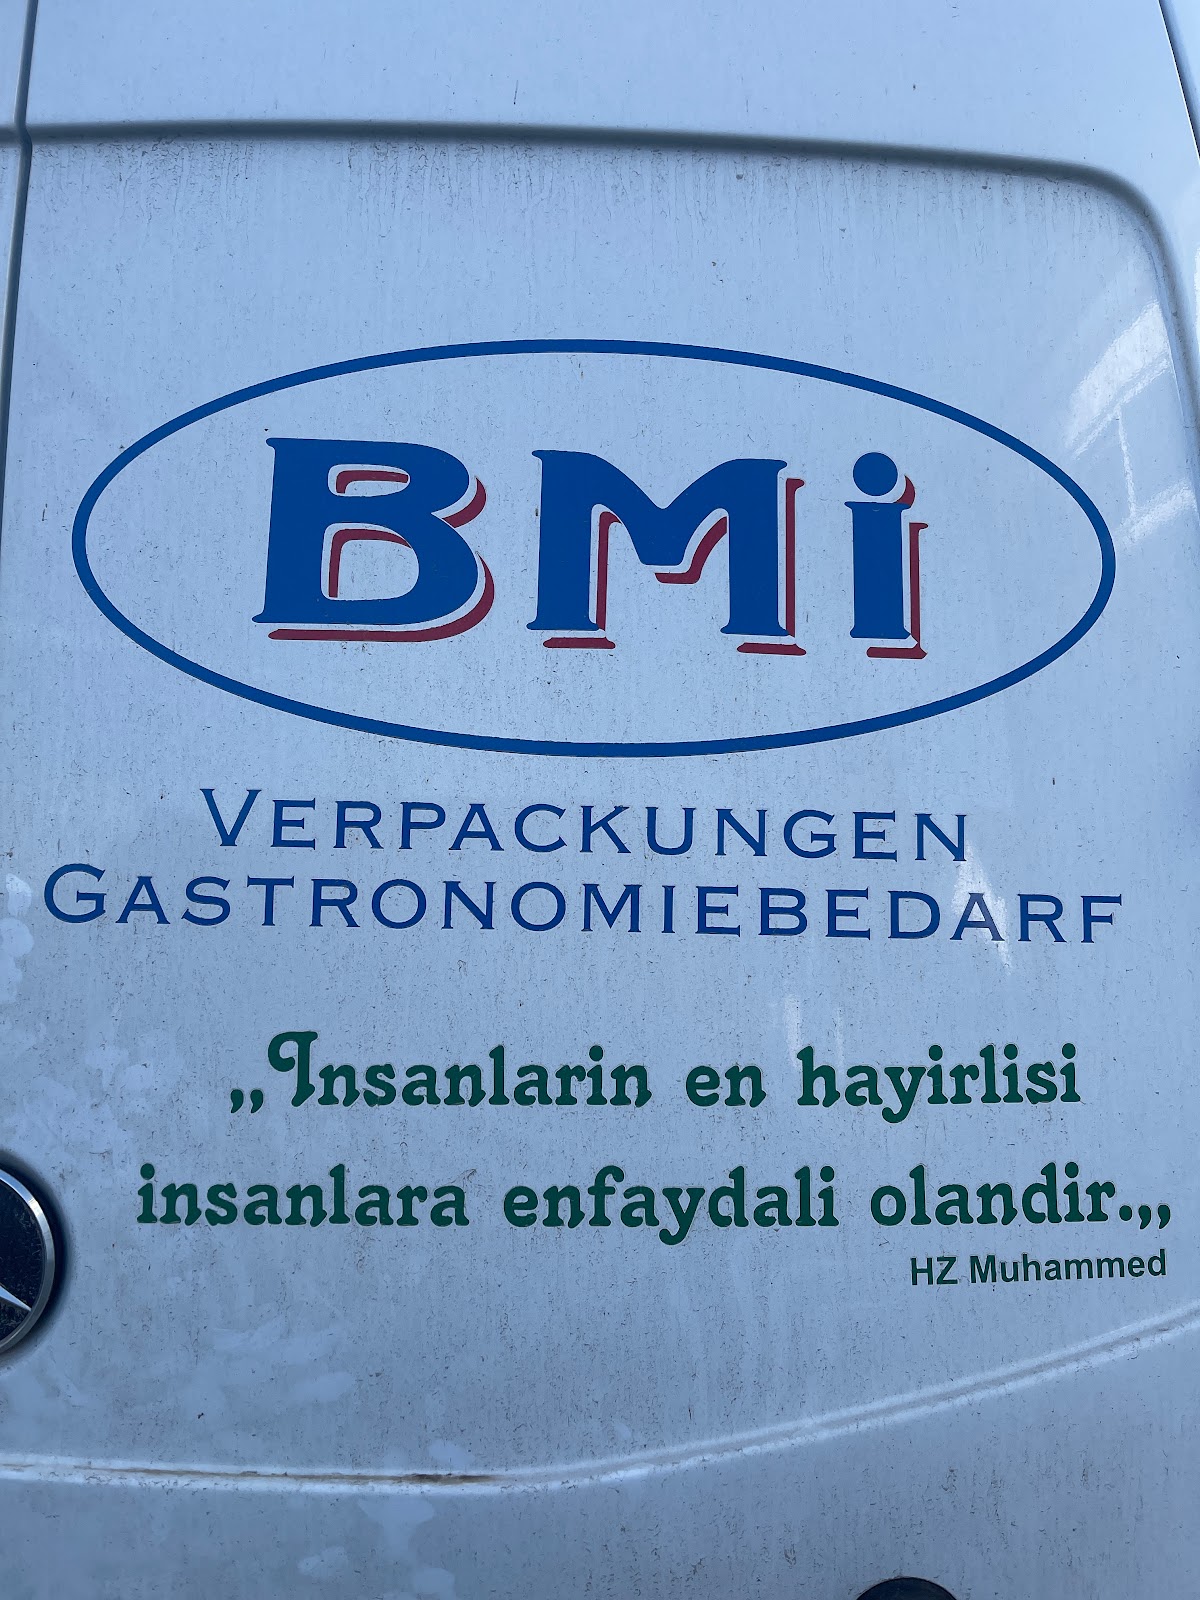 BMi
VERPACKUNGEN
GASTRONOMIEBEDARF
„Insanlarin en hayirlisi
insanlara enfaydali olandir.„
HZ Muhammed